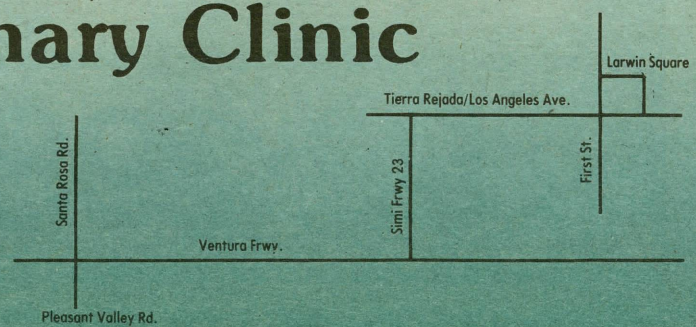 nary Clinic
Larwin Square
Tierra Rejada/Los Angeles Ave.
Santa Rosa Rd.
Simi Frwy 23
First St.
Ventura Frwy.
Pleasant Valley Rd.